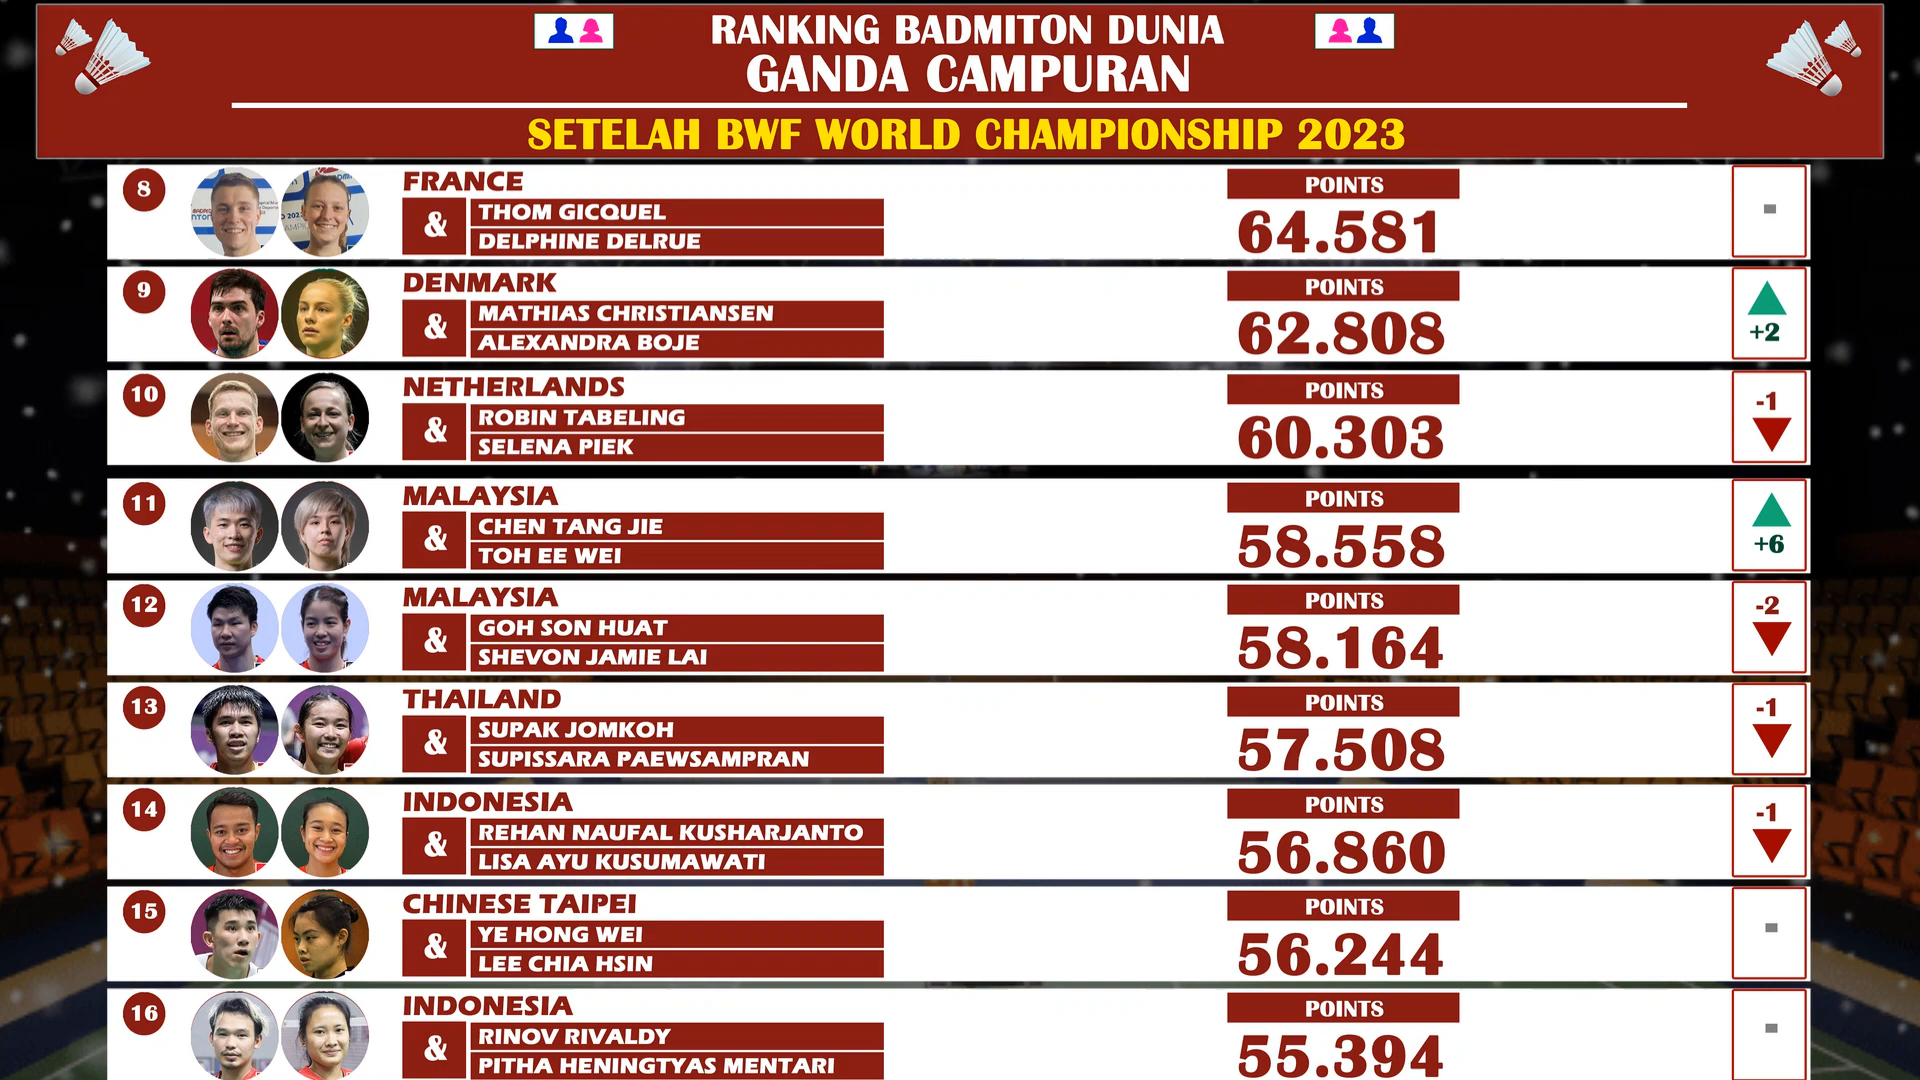 RANKING BADMITON DUNIA
GANDA CAMPURAN
SETELAH BWF WORLD CHAMPIONSHIP 2023
8
FRANCE
&
THOM GICQUEL
DELPHINE DELRUE
POINTS
64.581
-
9
DENMARK
&
MATHIAS CHRISTIANSEN
ALEXANDRA BOJE
POINTS
62.808
+2
10
NETHERLANDS
&
ROBIN TABELING
SELENA PIEK
POINTS
60.303
-1
11
MALAYSIA
&
CHEN TANG JIE
TOH EE WEI
POINTS
58.558
+6
12
MALAYSIA
&
GOH SON HUAT
SHEVON JAMIE LAI
POINTS
58.164
-2
13
THAILAND
&
SUPAK JOMKOH
SUPISSARA PAEWSAMPRAN
POINTS
57.508
-1
14
INDONESIA
&
REHAN NAUFAL KUSHARJANTO
LISA AYU KUSUMAWATI
POINTS
56.860
-1
15
CHINESE TAIPEI
&
YE HONG WEI
LEE CHIA HSIN
POINTS
56.244
-
16
INDONESIA
&
RINOV RIVALDY
PITHA HENINGTYAS MENTARI
POINTS
55.394
-